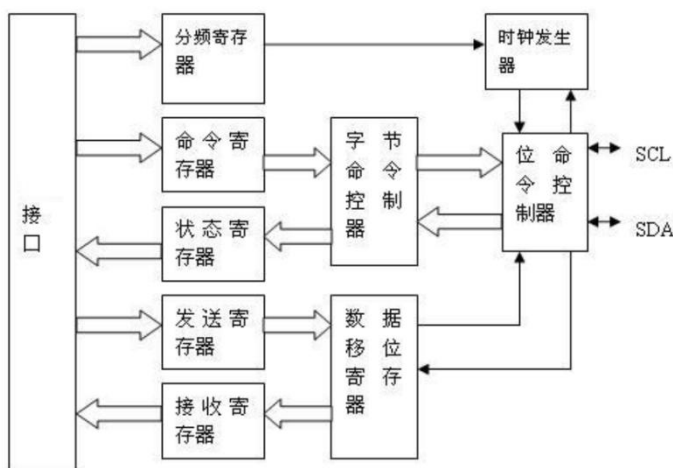 接
口
分频寄存
器
时钟发生
器
命令寄
存器
字节
命令
控制
器
位命
令控
制器
SCL
状态寄
存器
SDA
发送寄
存器
数据
移位
寄存
器
接收寄
存器